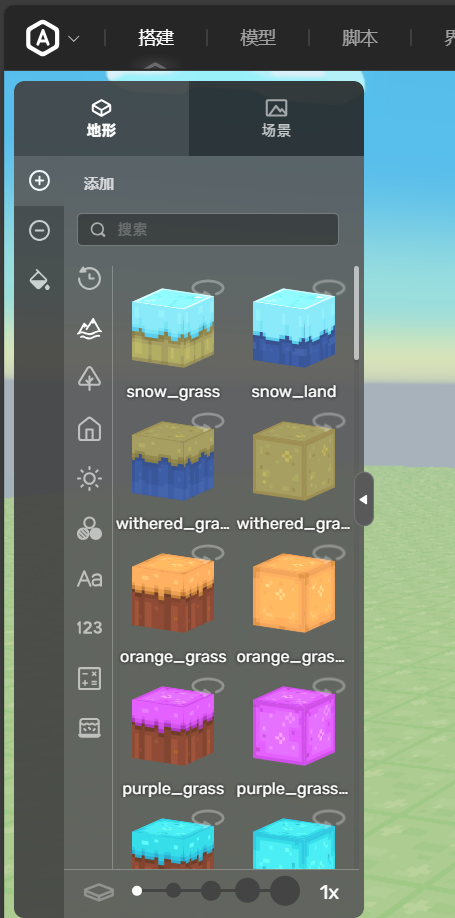 搭建 模型 脚本
地形 场景
添加
搜索
snow_grass snow_land
withered_gra... withered_gra...
orange_grass orange_gras...
Aa
123
purple_grass purple_grass...
1x